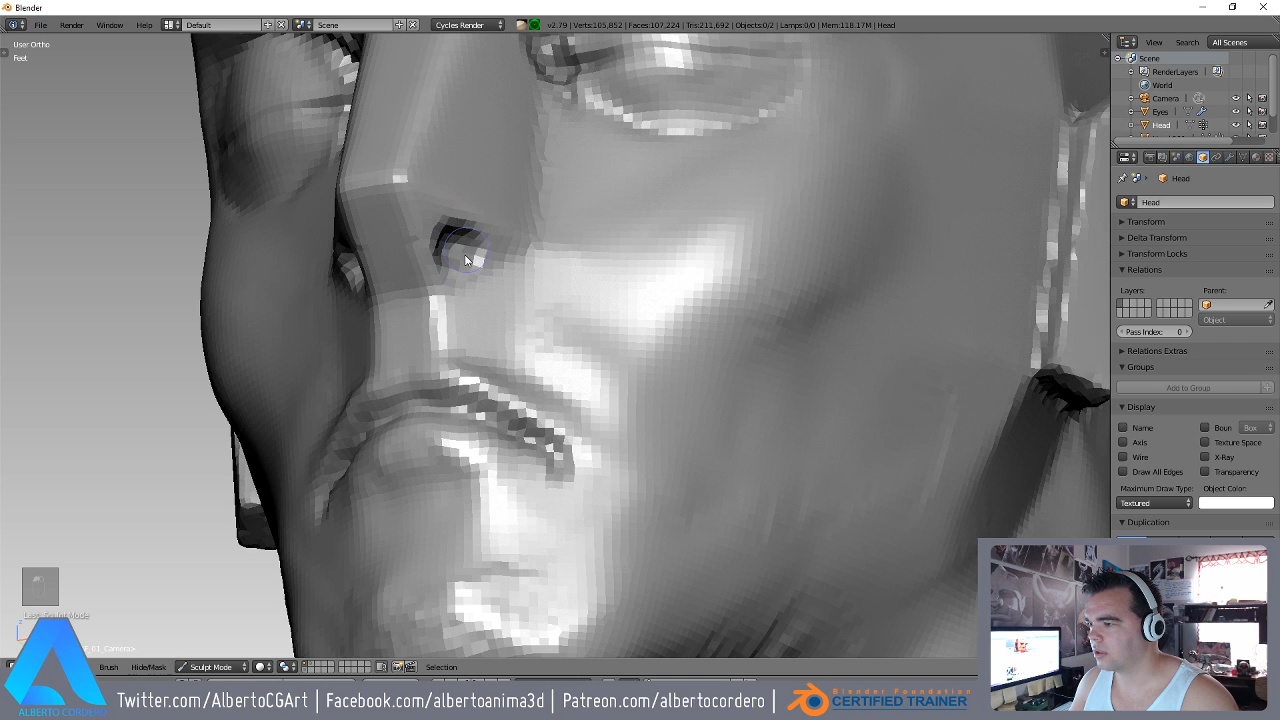 Blender
File Render Window Help Default Scene Cycles Render v2.79 | Verts:105,852 | Faces:107,224 | Tris:211,692 | Objects:0/2 | Lamps:0/0 | Mem:118.17M | Head
User Ortho
Feet
View Search All Scenes
Scene
RenderLayers
World
Camera
Eyes
Head
Head
Head
Transform
Delta Transform
Transform Locks
Relations
Layers: Parent:
Object
Pass Index: 0
Relations Extras
Groups
Add to Group
Display
Name Boun Box
Axis Texture Space
Wire X-Ray
Draw All Edges Transparency
Maximum Draw Type: Object Color:
Textured
Duplication
_01_Camera>
Brush Hide/Mask Sculpt Mode Selection
ALBERTO CORDERO
Twitter.com/AlbertoCGArt | Facebook.com/albertoanima3d | Patreon.com/albertocordero |
Blender Foundation
CERTIFIED TRAINER